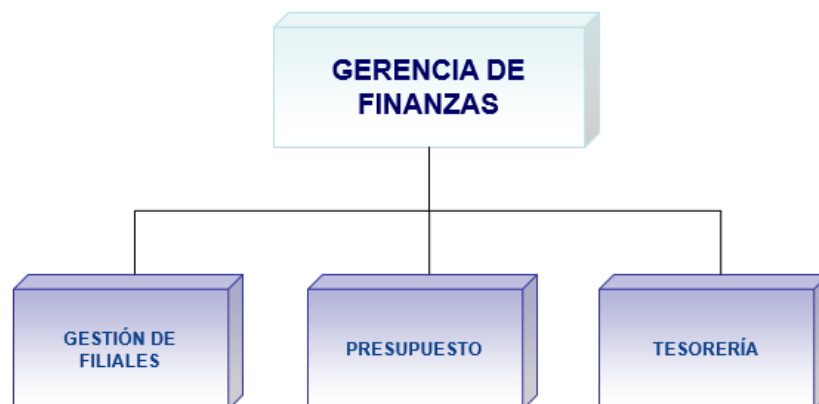 GERENCIA DE
FINANZAS
GESTIÓN DE
FILIALES
PRESUPUESTO
TESORERÍA